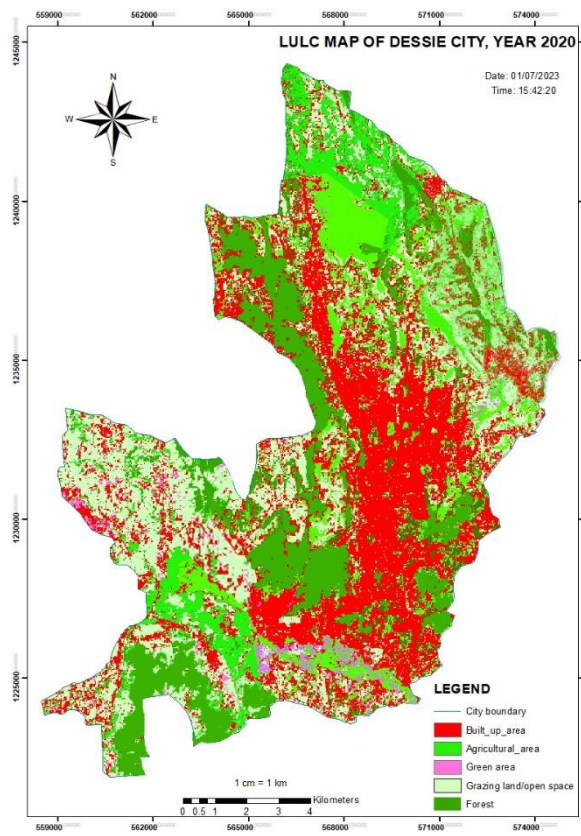 559000 562000 565000 568000 571000 574000
LULC MAP OF DESSIE CITY, YEAR 2020
Date: 01/07/2023
Time: 15:42:20
N
W E
S
1245000
1240000
1235000
1230000
1225000
LEGEND
City boundary
Built_up_area
Agricultural_area
Green area
Grazing land/open space
Forest
1 cm = 1 km
Kilometers
0 0.5 1 2 3 4
559000 562000 565000 568000 571000 574000